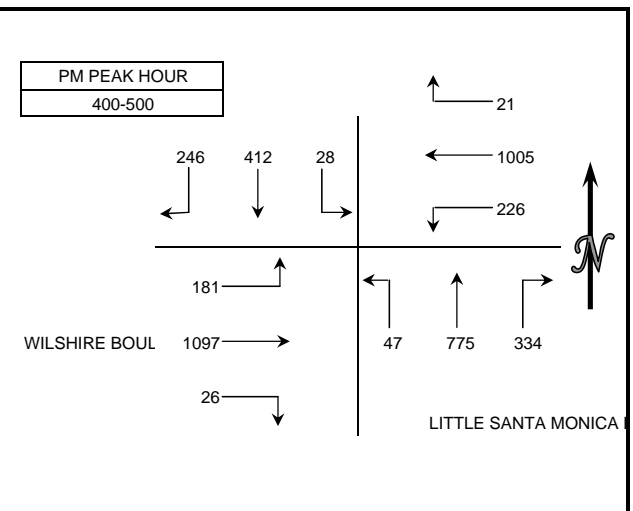 PM PEAK HOUR
400-500
21
246 412 28
1005
226
181
WILSHIRE BOUL 1097
47 775 334
26
LITTLE SANTA MONICA
N